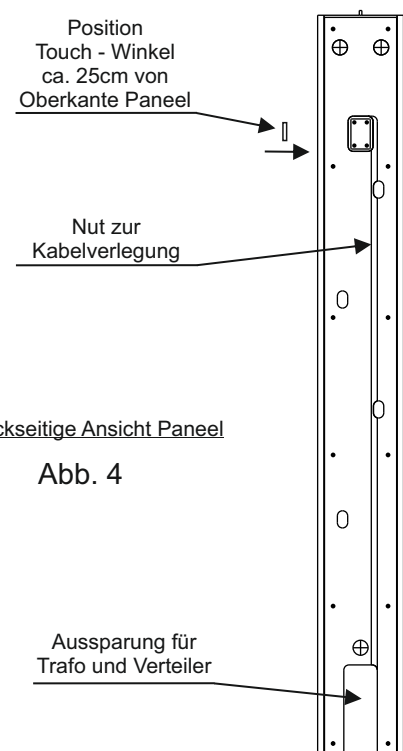 Position
Touch - Winkel
ca. 25cm von
Oberkante Paneel
Nut zur
Kabelverlegung
ckseitige Ansicht Paneel
Abb. 4
Aussparung für
Trafo und Verteiler